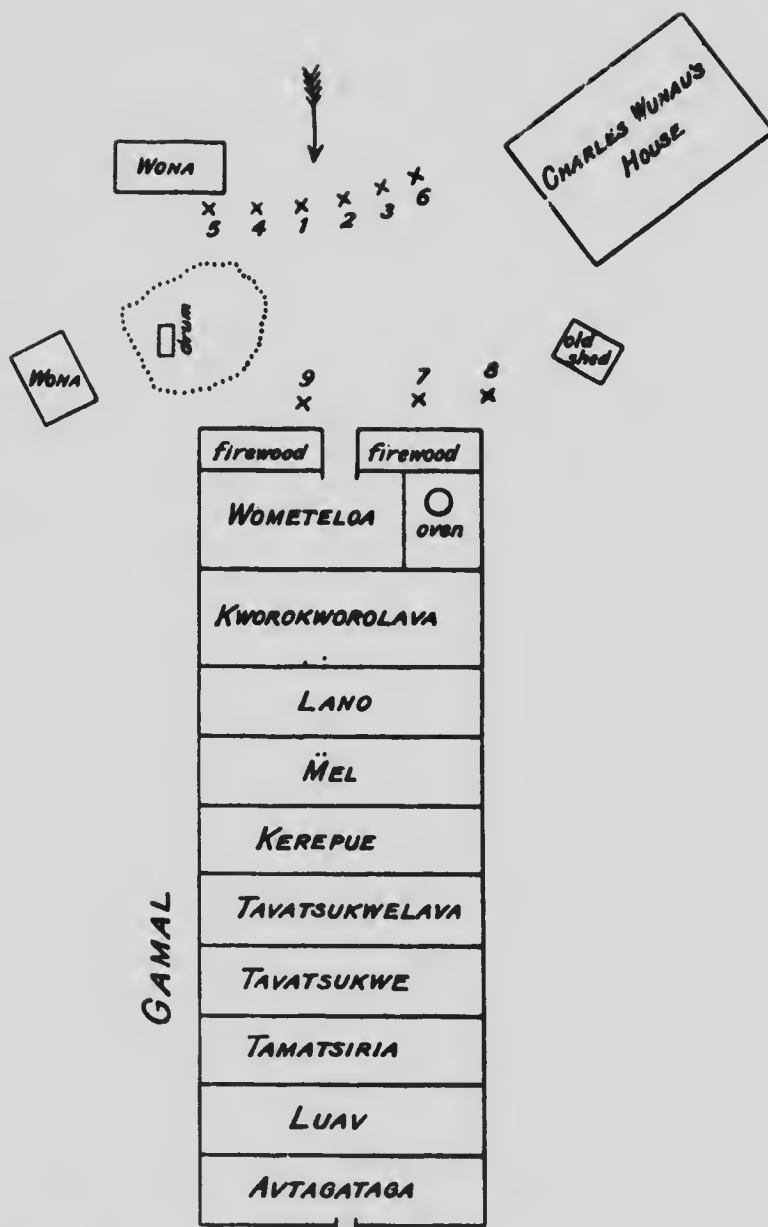 WONA
CHARLES WUNAU'S
HOUSE
5 4 1 2 3 6
drum
WONA
old
shed
9 7 8
firewood firewood
WOMETELOA
oven
KWOROKWOROLAVA
LANO
M̈EL
KEREPUE
GAMAL
TAVATSUKWELAVA
TAVATSUKWE
TAMATSIRIA
LUAV
AVTAGATAGA